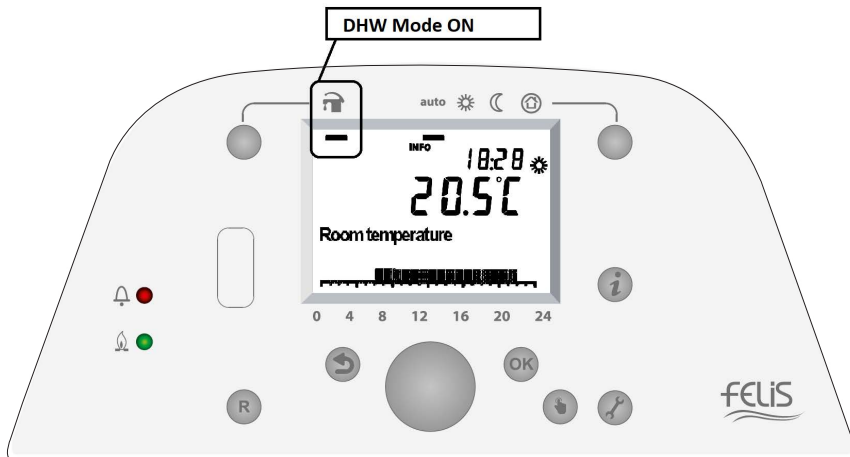 DHW Mode ON
auto
INFO
18:28
20.5°C
Room temperature
0 4 8 12 16 20 24
i
OK
R
FELIS